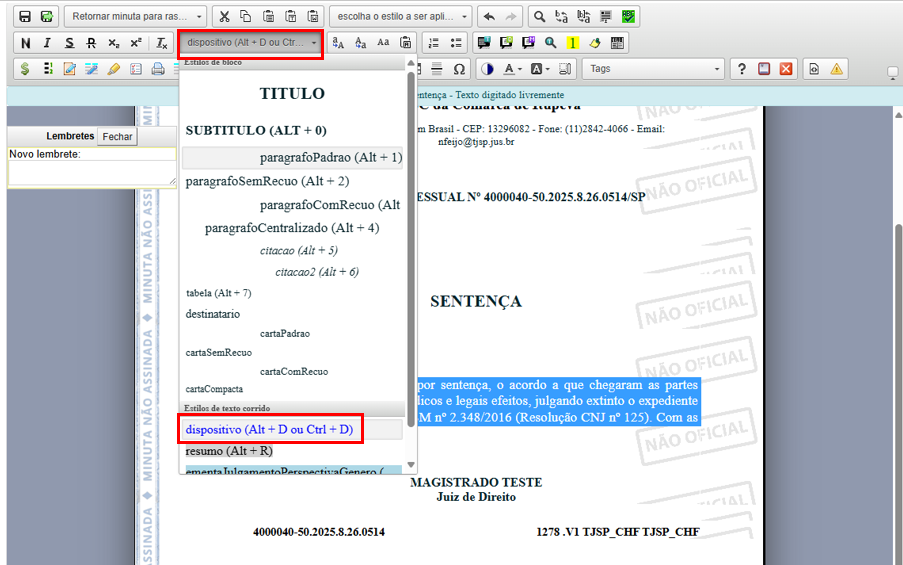 Retornar minuta para ras...
escolha o estilo a ser apli...
N I S R x₂ x² Ix
dispositivo (Alt + D ou Ctr...
Tags
Estilos de bloco
TITULO
SUBTITULO (ALT + 0)
paragrafoPadrao (Alt + 1)
paragrafoSemRecuo (Alt + 2)
paragrafoComRecuo (Alt
paragrafoCentralizado (Alt + 4)
citacao (Alt + 5)
citacao2 (Alt + 6)
tabela (Alt + 7)
destinatario
cartaPadrao
cartaSemRecuo
cartaComRecuo
cartaCompacta
Estilos de texto corrido
dispositivo (Alt + D ou Ctrl + D)
resumo (Alt + R)
ementaJulgamentoPerspectivaGenero (
Lembretes Fechar
Novo lembrete:
entença - Texto digitado livremente
C da Comarca de Itupeva
m Brasil - CEP: 13296082 - Fone: (11)2842-4066 - Email:
nfeijo@tjsp.jus.br
ESSUAL Nº 4000040-50.2025.8.26.0514/SP
SENTENÇA
por sentença, o acordo a que chegaram as partes
licos e legais efeitos, julgando extinto o expediente
M nº 2.348/2016 (Resolução CNJ nº 125). Com as
MAGISTRADO TESTE
Juiz de Direito
4000040-50.2025.8.26.0514
1278 .V1 TJSP_CHF TJSP_CHF
MINUTA NÃO ASSI
MINUTA NÃO ASSINADA
MINUTA NÃO ASSINADA
SINADA
NÃO OFICIAL
NÃO OFICIAL
NÃO OFICIAL
NÃO OFICIAL
NÃO OFICIAL
CIAL